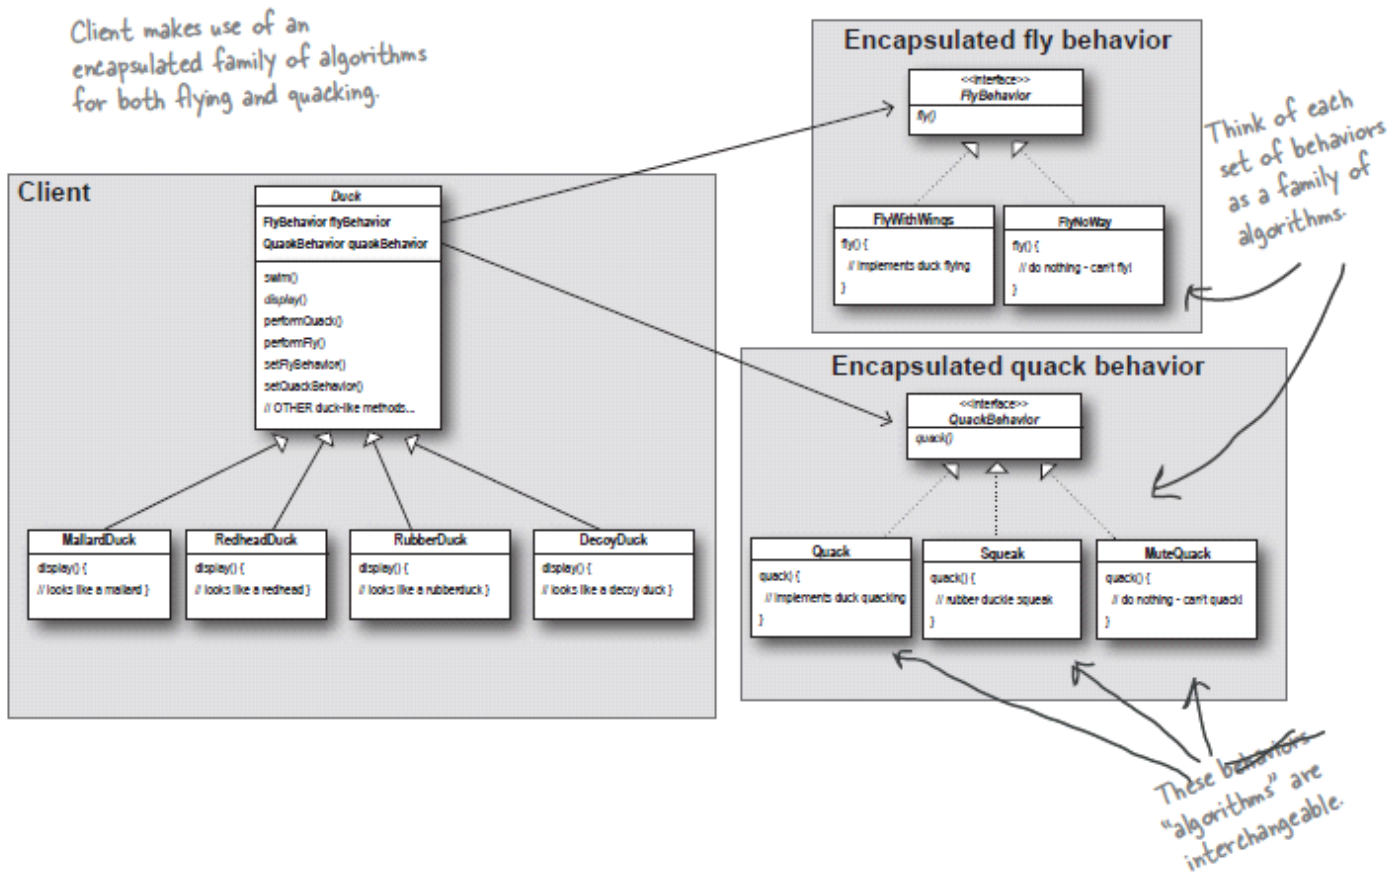 Client makes use of an
encapsulated family of algorithms
for both flying and quacking.
Encapsulated fly behavior
<<interface>>
FlyBehavior
fly()
FlyWithWings
fly() {
// implements duck flying
}
FlyNoWay
fly() {
// do nothing - can't fly!
}
Think of each
set of behaviors
as a family of
algorithms.
Client
Duck
FlyBehavior flyBehavior
QuackBehavior quackBehavior
swim()
display()
performQuack()
performFly()
setFlyBehavior()
setQuackBehavior()
// OTHER duck-like methods...
MallardDuck
display() {
// looks like a mallard }
RedheadDuck
display() {
// looks like a redhead }
RubberDuck
display() {
// looks like a rubberduck }
DecoyDuck
display() {
// looks like a decoy duck }
Encapsulated quack behavior
<<interface>>
QuackBehavior
quack()
Quack
quack) {
// implements duck quacking
}
Squeak
quack() {
// rubber duckie squeak
}
MuteQuack
quack() {
// do nothing - can't quack!
}
These behaviors
"algorithms" are
interchangeable.